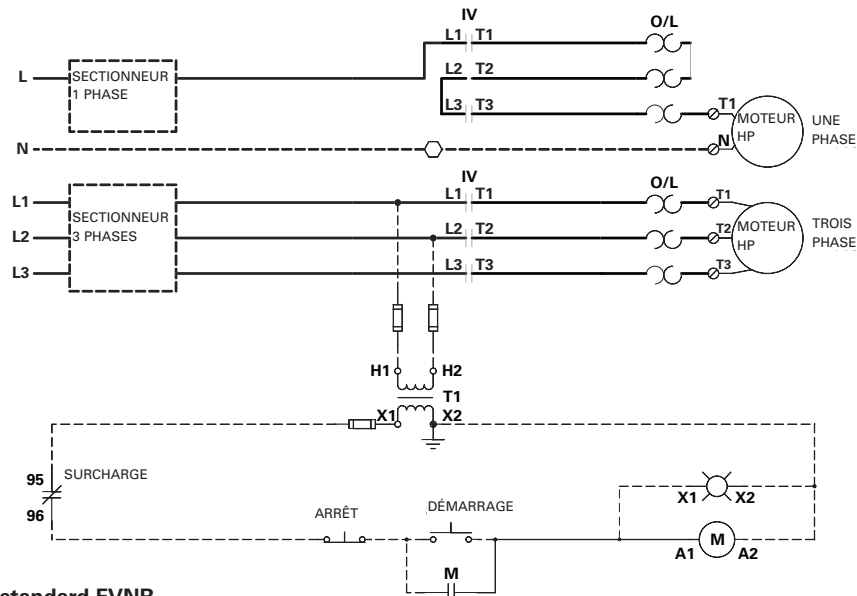 IV
O/L
L1 T1
L
SECTIONNEUR
1 PHASE
L2 T2
L3 T3
T1
MOTEUR
HP
UNE
PHASE
N
N
IV
O/L
L1
L1 T1
T1
SECTIONNEUR
3 PHASES
L2
L2 T2
T2
MOTEUR
HP
TROIS
PHASE
L3
L3 T3
T3
H1
H2
T1
X1
X2
95
SURCHARGE
96
ARRÊT
DÉMARRAGE
X1
X2
M
A1
A2
M